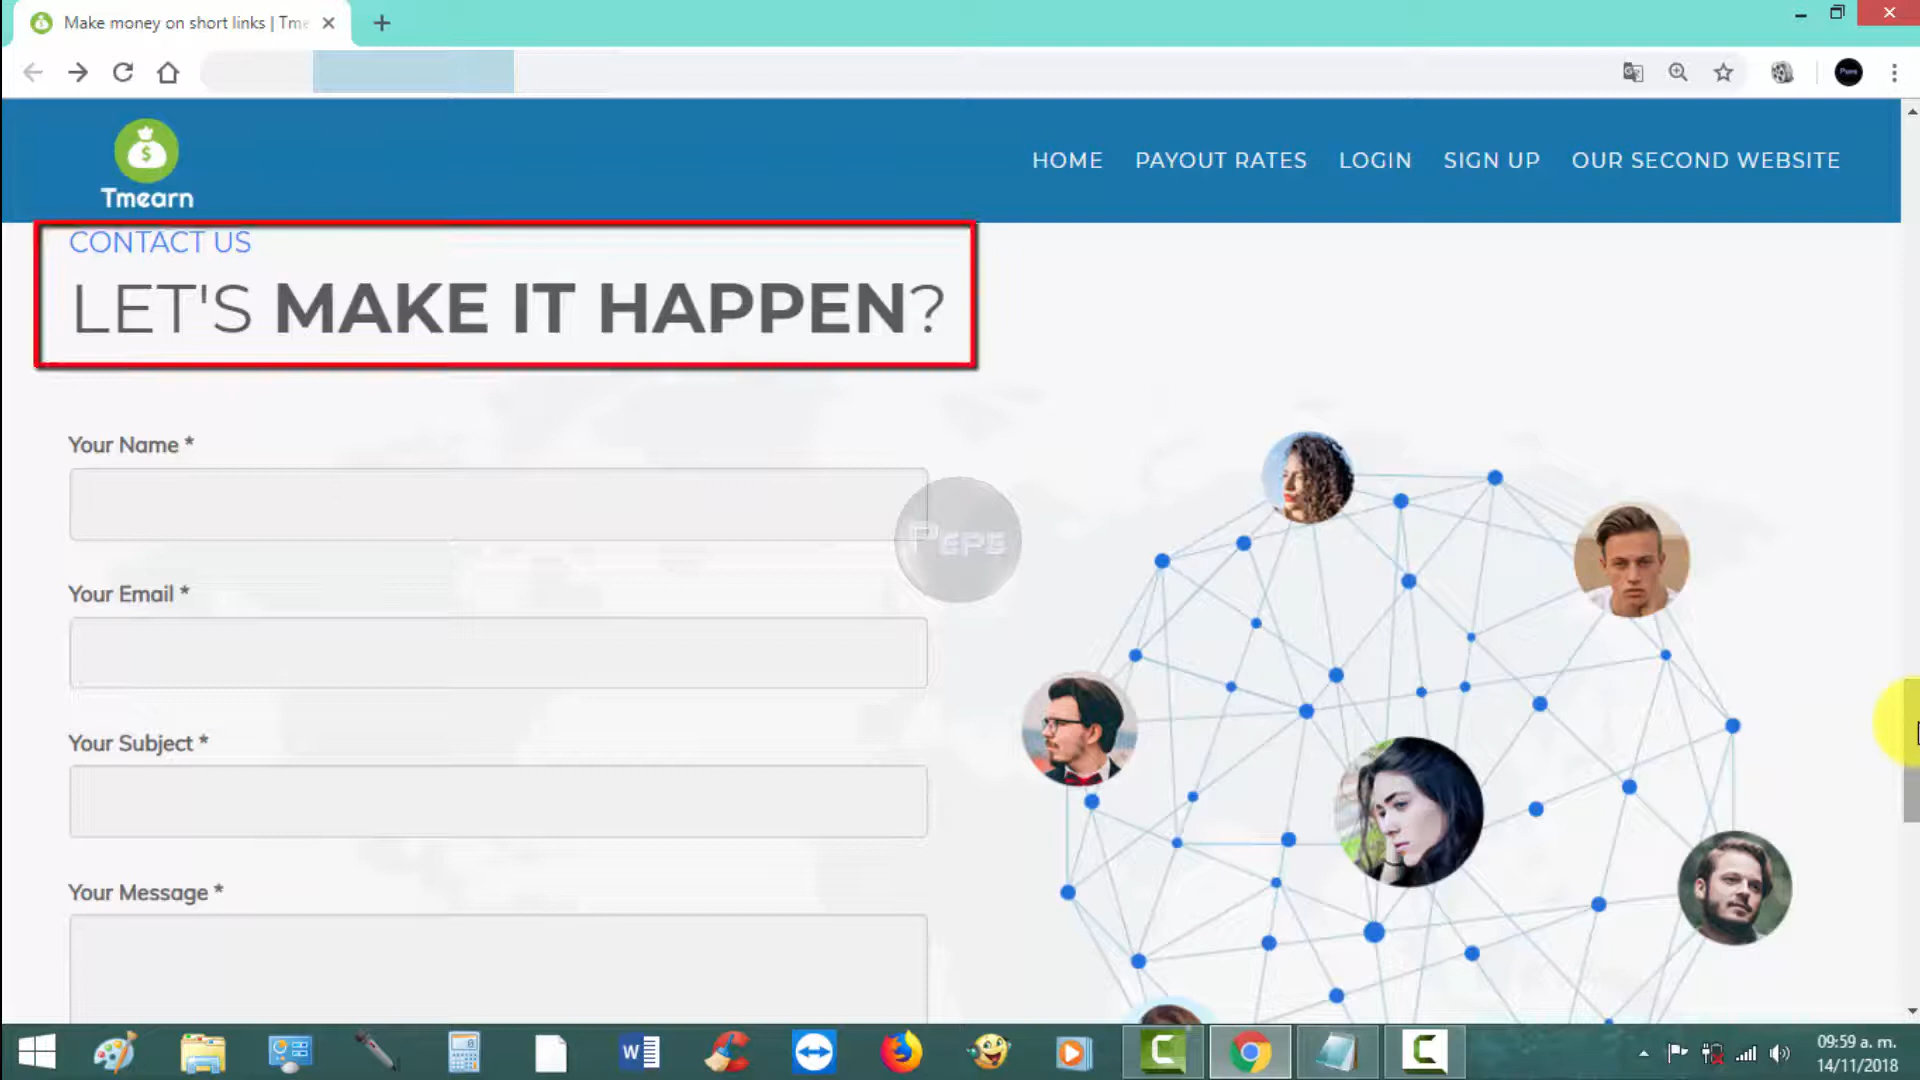 Make money on short links | Tme
Tmearn
HOME PAYOUT RATES LOGIN SIGN UP OUR SECOND WEBSITE
CONTACT US
LET'S MAKE IT HAPPEN?
Your Name *
PEPE
Your Email *
Your Subject *
Your Message *
09:59 a. m.
14/11/2018